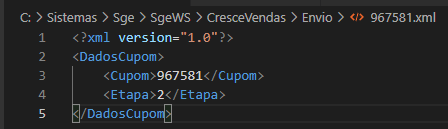 C: > Sistemas > Sge > SgeWS > CresceVendas > Envio > 967581.xml
1 <?xml version="1.0"?>
2 <DadosCupom>
3 <Cupom>967581</Cupom>
4 <Etapa>2</Etapa>
5 </DadosCupom>